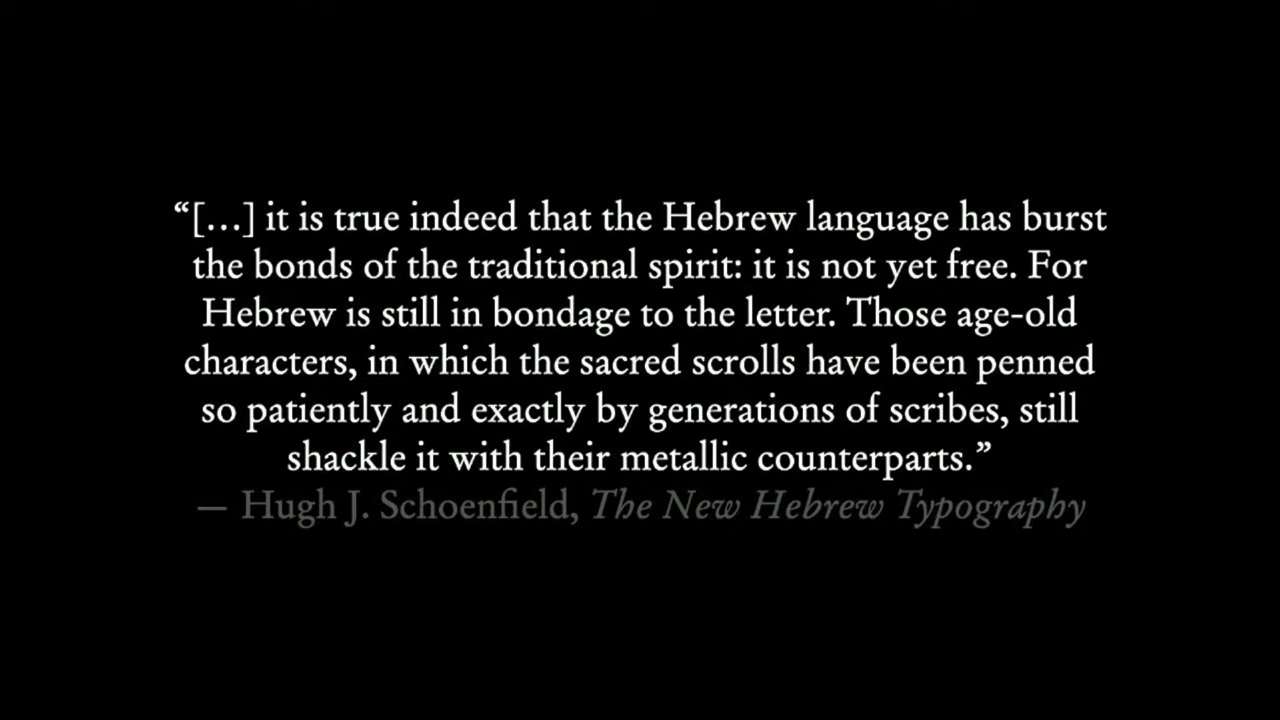 “[…] it is true indeed that the Hebrew language has burst
the bonds of the traditional spirit: it is not yet free. For
Hebrew is still in bondage to the letter. Those age-old
characters, in which the sacred scrolls have been penned
so patiently and exactly by generations of scribes, still
shackle it with their metallic counterparts.”
— Hugh J. Schoenfield, The New Hebrew Typography